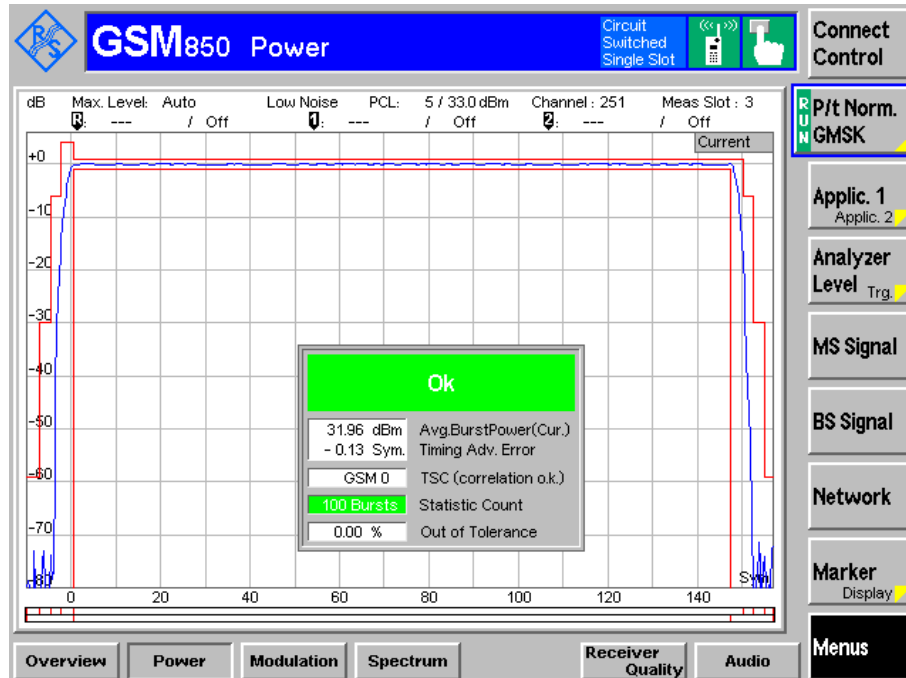 R&S
GSM850 Power
Circuit Switched Single Slot
Connect Control
dB Max. Level: Auto Low Noise PCL: 5 / 33.0 dBm Channel : 251 Meas Slot : 3
R: --- / Off 1: --- / Off 2: --- / Off
RUN
P/t Norm. GMSK
Current
+0
-10
-20
-30
-40
-50
-60
-70
-80
0 20 40 60 80 100 120 140 Sym
Ok
31.96 dBm Avg.BurstPower(Cur.)
- 0.13 Sym. Timing Adv. Error
GSM 0 TSC (correlation o.k.)
100 Bursts Statistic Count
0.00 % Out of Tolerance
Applic. 1
Applic. 2
Analyzer Level Trg.
MS Signal
BS Signal
Network
Marker
Display
Menus
Overview Power Modulation Spectrum Receiver Quality Audio